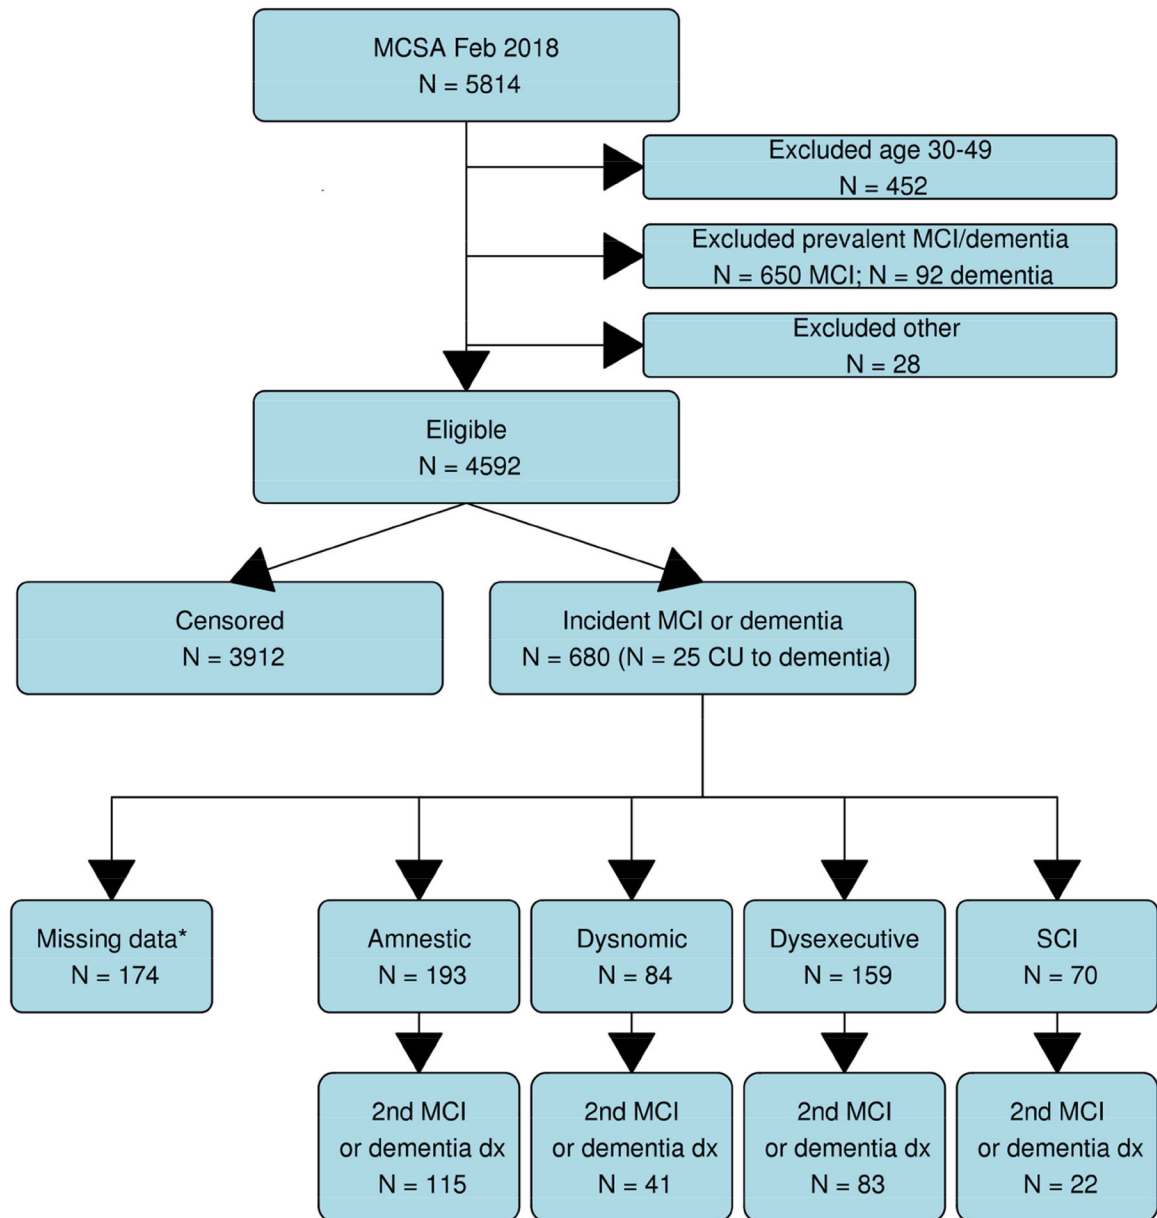 MCSA Feb 2018
N = 5814
Excluded age 30-49
N = 452
Excluded prevalent MCI/dementia
N = 650 MCI; N = 92 dementia
Excluded other
N = 28
Eligible
N = 4592
Censored
N = 3912
Incident MCI or dementia
N = 680 (N = 25 CU to dementia)
Missing data*
N = 174
Amnestic
N = 193
Dysnomic
N = 84
Dysexecutive
N = 159
SCI
N = 70
2nd MCI
or dementia dx
N = 115
2nd MCI
or dementia dx
N = 41
2nd MCI
or dementia dx
N = 83
2nd MCI
or dementia dx
N = 22